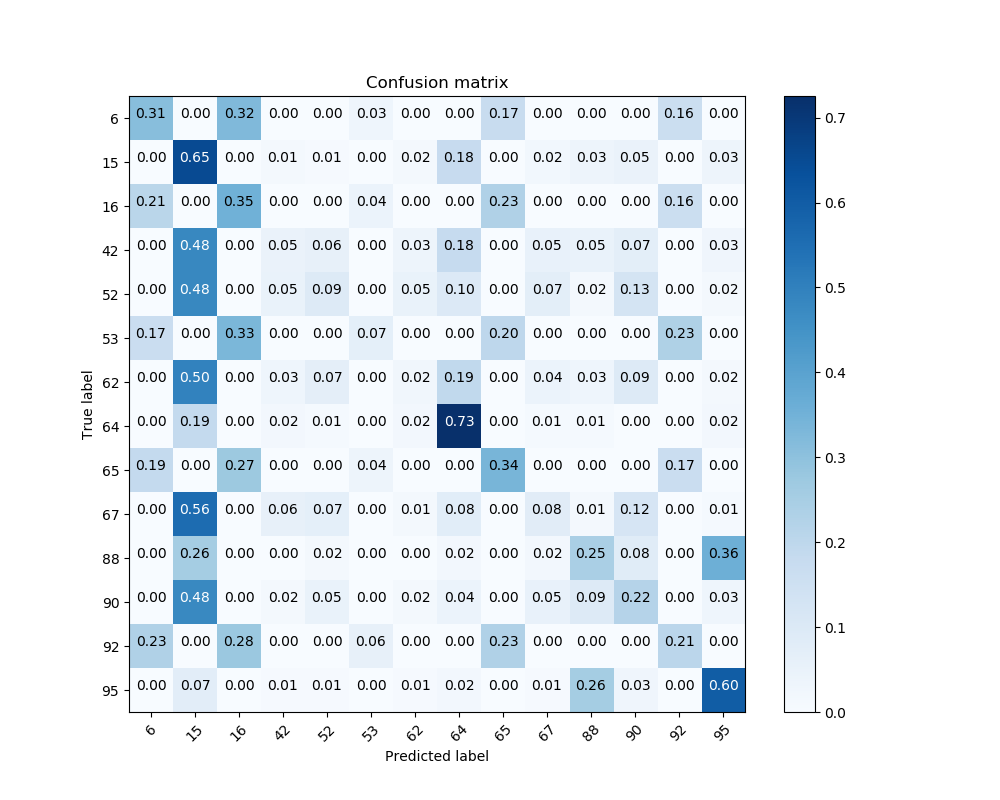 Confusion matrix
6 0.31 0.00 0.32 0.00 0.00 0.03 0.00 0.00 0.17 0.00 0.00 0.00 0.16 0.00
15 0.00 0.65 0.00 0.01 0.01 0.00 0.02 0.18 0.00 0.02 0.03 0.05 0.00 0.03
16 0.21 0.00 0.35 0.00 0.00 0.04 0.00 0.00 0.23 0.00 0.00 0.00 0.16 0.00
42 0.00 0.48 0.00 0.05 0.06 0.00 0.03 0.18 0.00 0.05 0.05 0.07 0.00 0.03
52 0.00 0.48 0.00 0.05 0.09 0.00 0.05 0.10 0.00 0.07 0.02 0.13 0.00 0.02
53 0.17 0.00 0.33 0.00 0.00 0.07 0.00 0.00 0.20 0.00 0.00 0.00 0.23 0.00
62 0.00 0.50 0.00 0.03 0.07 0.00 0.02 0.19 0.00 0.04 0.03 0.09 0.00 0.02
64 0.00 0.19 0.00 0.02 0.01 0.00 0.02 0.73 0.00 0.01 0.01 0.00 0.00 0.02
65 0.19 0.00 0.27 0.00 0.00 0.04 0.00 0.00 0.34 0.00 0.00 0.00 0.17 0.00
67 0.00 0.56 0.00 0.06 0.07 0.00 0.01 0.08 0.00 0.08 0.01 0.12 0.00 0.01
88 0.00 0.26 0.00 0.00 0.02 0.00 0.00 0.02 0.00 0.02 0.25 0.08 0.00 0.36
90 0.00 0.48 0.00 0.02 0.05 0.00 0.02 0.04 0.00 0.05 0.09 0.22 0.00 0.03
92 0.23 0.00 0.28 0.00 0.00 0.06 0.00 0.00 0.23 0.00 0.00 0.00 0.21 0.00
95 0.00 0.07 0.00 0.01 0.01 0.00 0.01 0.02 0.00 0.01 0.26 0.03 0.00 0.60
6 15 16 42 52 53 62 64 65 67 88 90 92 95
Predicted label
True label
0.7
0.6
0.5
0.4
0.3
0.2
0.1
0.0